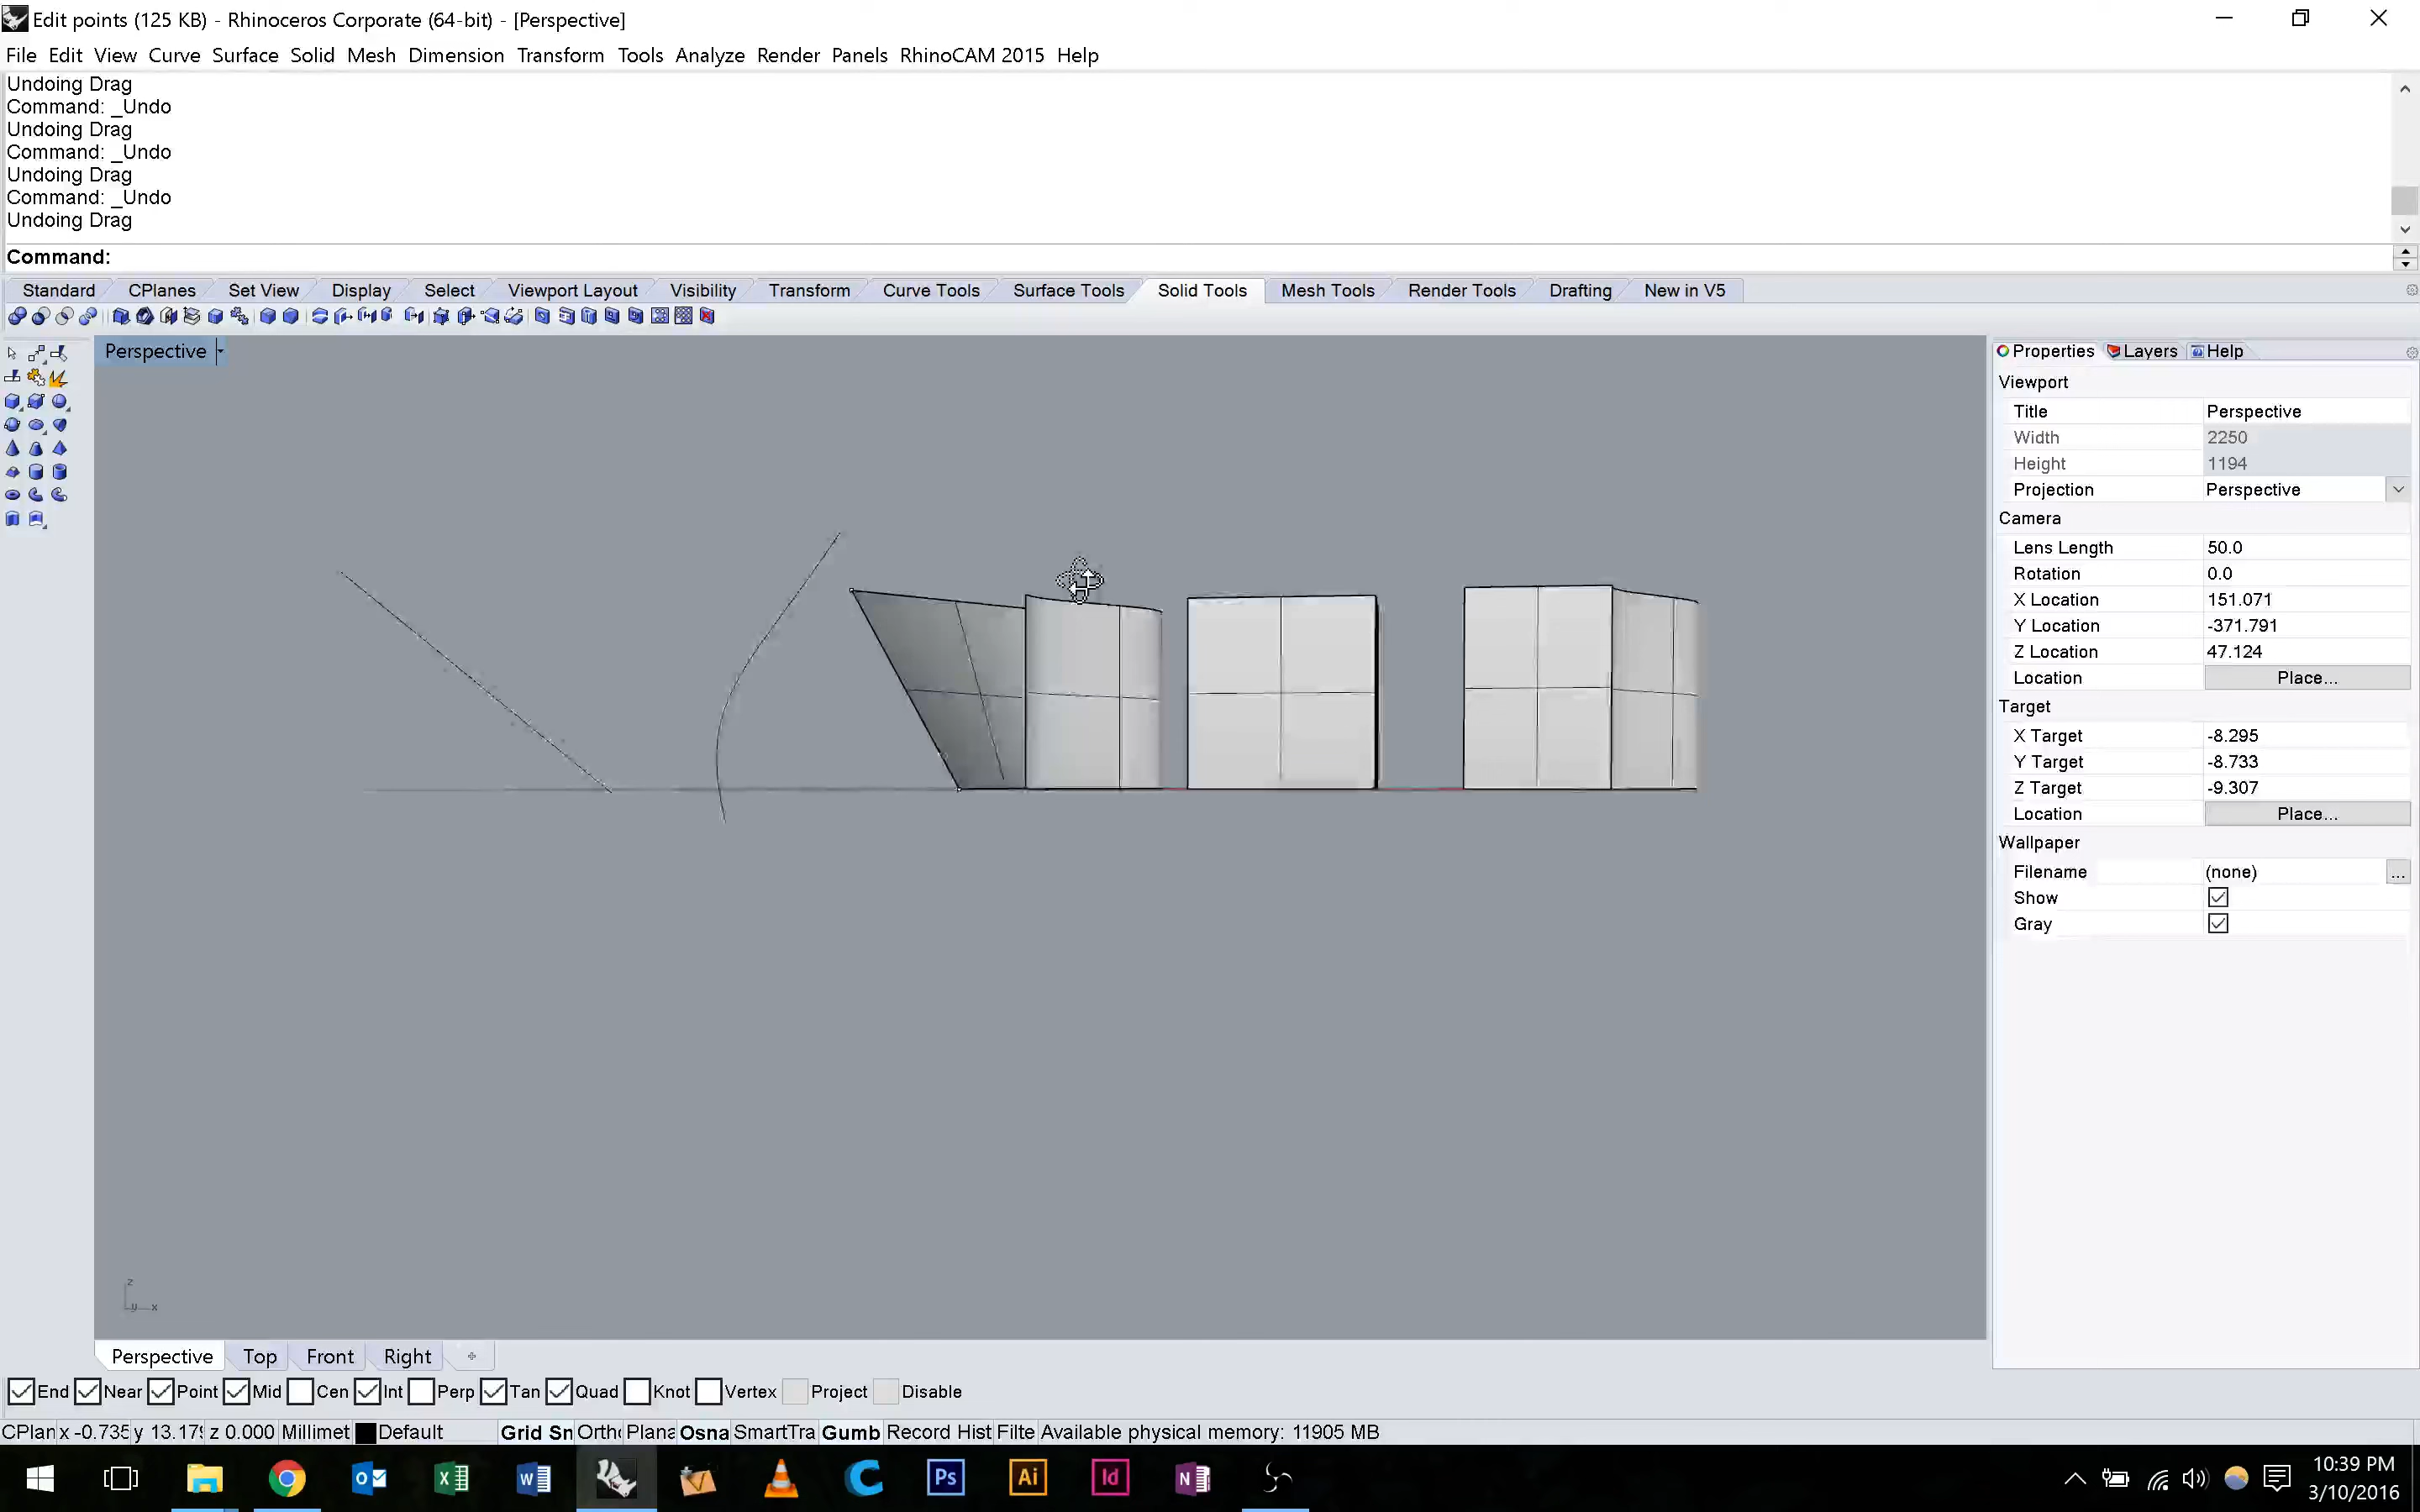 Edit points (125 KB) - Rhinoceros Corporate (64-bit) - [Perspective]
File Edit View Curve Surface Solid Mesh Dimension Transform Tools Analyze Render Panels RhinoCAM 2015 Help
Undoing Drag
Command: _Undo
Undoing Drag
Command: _Undo
Undoing Drag
Command: _Undo
Undoing Drag
Command:
Standard CPlanes Set View Display Select Viewport Layout Visibility Transform Curve Tools Surface Tools Solid Tools Mesh Tools Render Tools Drafting New in V5
Perspective
Properties Layers Help
Viewport
Title Perspective
Width 2250
Height 1194
Projection Perspective
Camera
Lens Length 50.0
Rotation 0.0
X Location 151.071
Y Location -371.791
Z Location 47.124
Location Place...
Target
X Target -8.295
Y Target -8.733
Z Target -9.307
Location Place...
Wallpaper
Filename (none) ...
Show
Gray
z
y x
Perspective Top Front Right
End Near Point Mid Cen Int Perp Tan Quad Knot Vertex Project Disable
CPlan x -0.735 y 13.179 z 0.000 Millimet Default Grid Sn Ortho Plana Osna SmartTra Gumb Record Hist Filte Available physical memory: 11905 MB
Ps Ai Id N
10:39 PM
3/10/2016